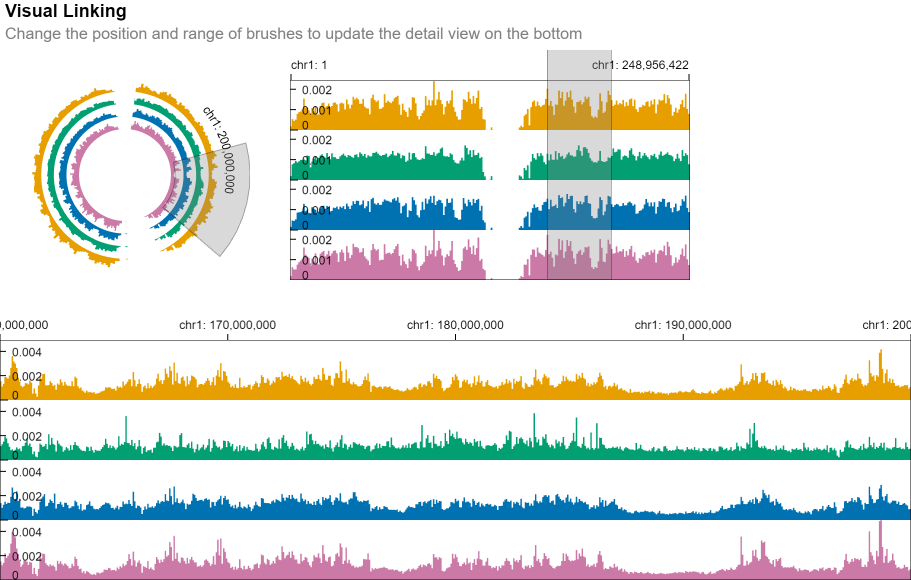 Visual Linking
Change the position and range of brushes to update the detail view on the bottom
chr1: 200,000,000
chr1: 1
chr1: 248,956,422
0.002
0.001
0
0.002
0.001
0
0.002
0.001
0
0.002
0.001
0
0,000,000
chr1: 170,000,000
chr1: 180,000,000
chr1: 190,000,000
chr1: 200
0.004
0.002
0
0.004
0.002
0
0.004
0.002
0
0.004
0.002
0